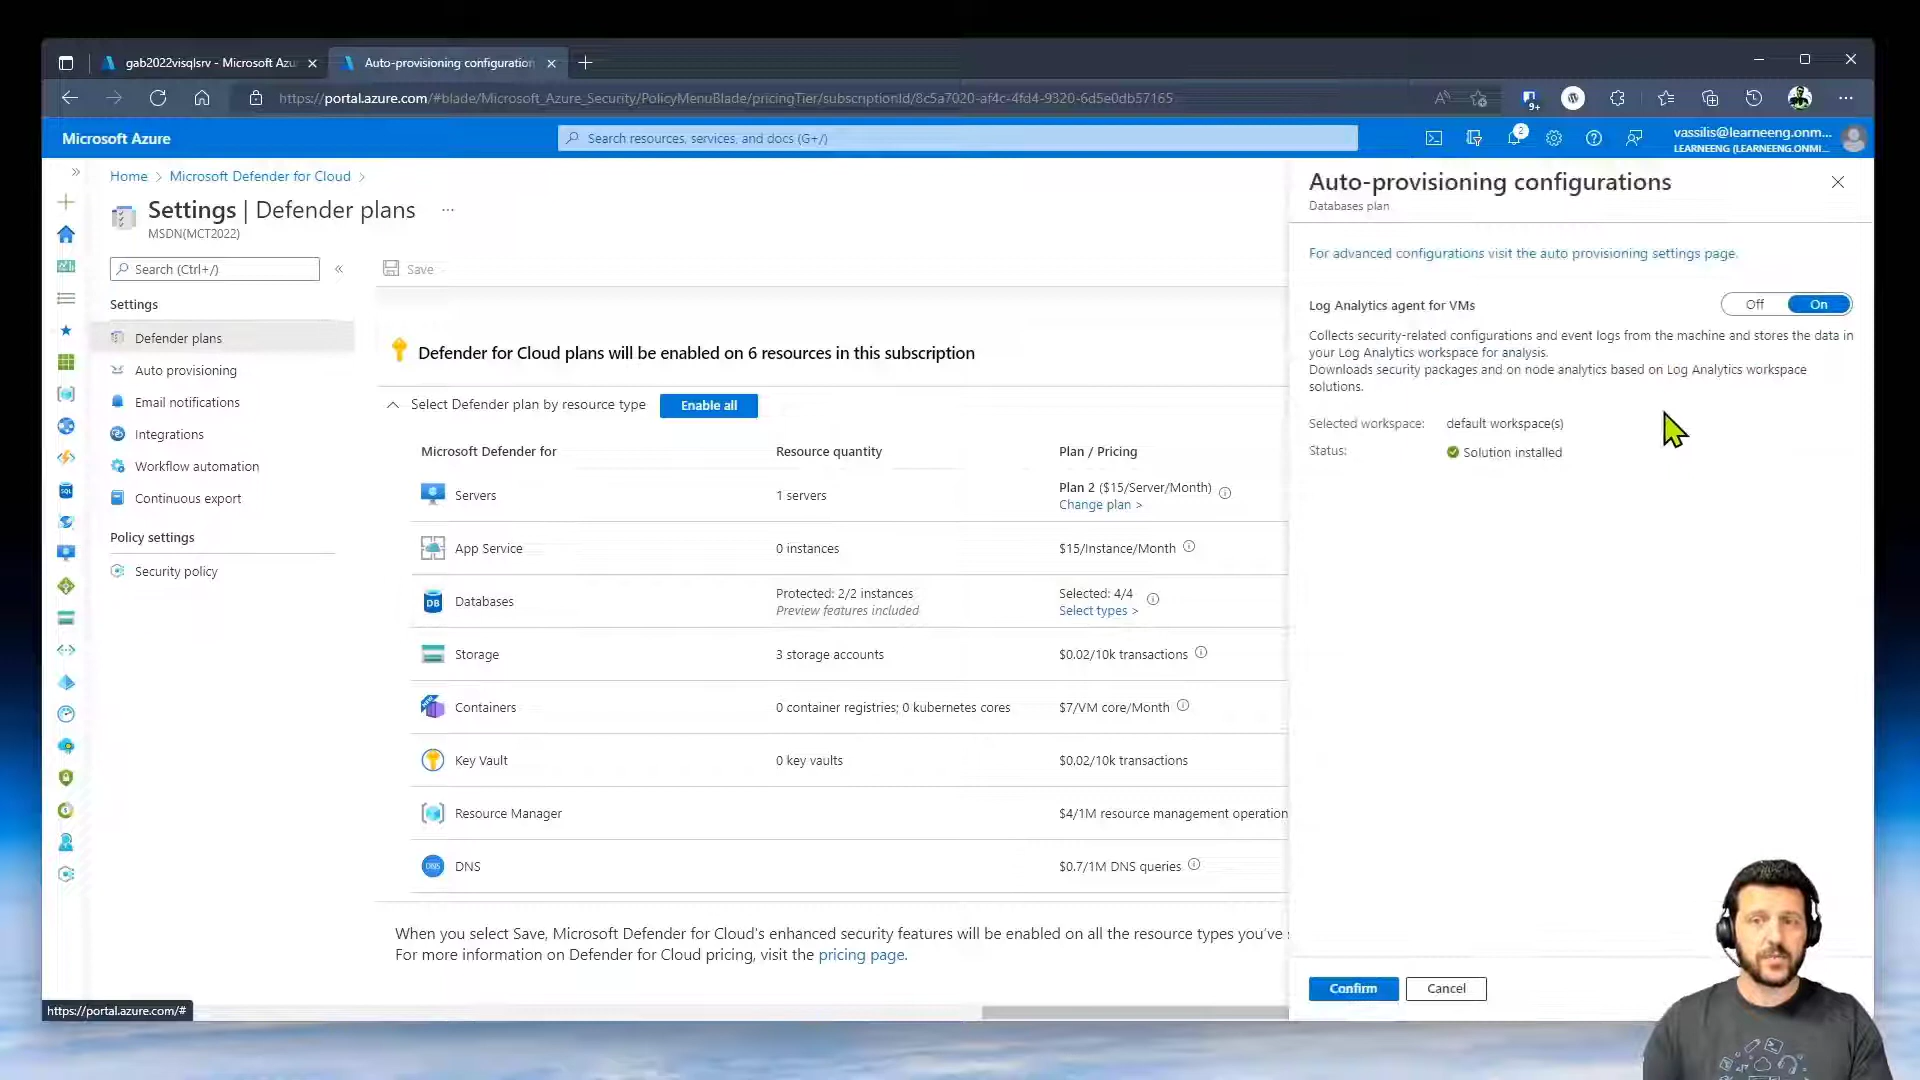 gab2022visqlsrv - Microsoft Azu
Auto-provisioning configuration
https://portal.azure.com/#blade/Microsoft_Azure_Security/PolicyMenuBlade/pricingTier/subscriptionId/8c5a7020-af4c-4fd4-9320-6d5e0db57165
9+
Microsoft Azure
Search resources, services, and docs (G+/)
2
vassilis@learneeng.onm...
LEARNEENG (LEARNEENG.ONMI...
Home > Microsoft Defender for Cloud >
Settings | Defender plans ...
MSDN(MCT2022)
Search (Ctrl+/)
Settings
Defender plans
Auto provisioning
Email notifications
Integrations
Workflow automation
Continuous export
Policy settings
Security policy
Save
Defender for Cloud plans will be enabled on 6 resources in this subscription
Select Defender plan by resource type
Enable all
Microsoft Defender for Resource quantity Plan / Pricing
Servers 1 servers Plan 2 ($15/Server/Month)
Change plan >
App Service 0 instances $15/Instance/Month
Databases Protected: 2/2 instances Selected: 4/4
Preview features included Select types >
Storage 3 storage accounts $0.02/10k transactions
Containers 0 container registries; 0 kubernetes cores $7/VM core/Month
Key Vault 0 key vaults $0.02/10k transactions
Resource Manager $4/1M resource management operation
DNS $0.7/1M DNS queries
When you select Save, Microsoft Defender for Cloud's enhanced security features will be enabled on all the resource types you've
For more information on Defender for Cloud pricing, visit the pricing page.
Auto-provisioning configurations
Databases plan
For advanced configurations visit the auto provisioning settings page.
Log Analytics agent for VMs
Off On
Collects security-related configurations and event logs from the machine and stores the data in
your Log Analytics workspace for analysis.
Downloads security packages and on node analytics based on Log Analytics workspace
solutions.
Selected workspace: default workspace(s)
Status: Solution installed
Confirm
Cancel
https://portal.azure.com/#